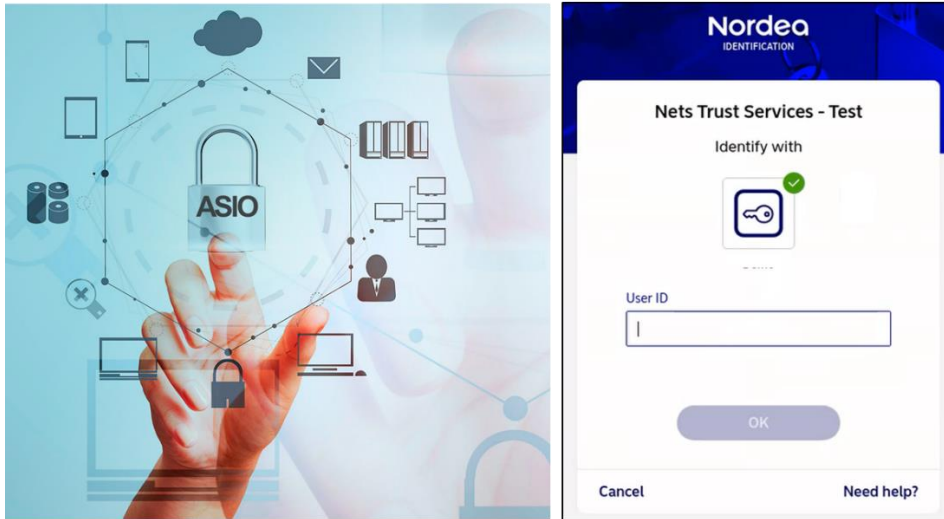 ASIO
Nordea
IDENTIFICATION
Nets Trust Services - Test
Identify with
User ID
OK
Cancel
Need help?